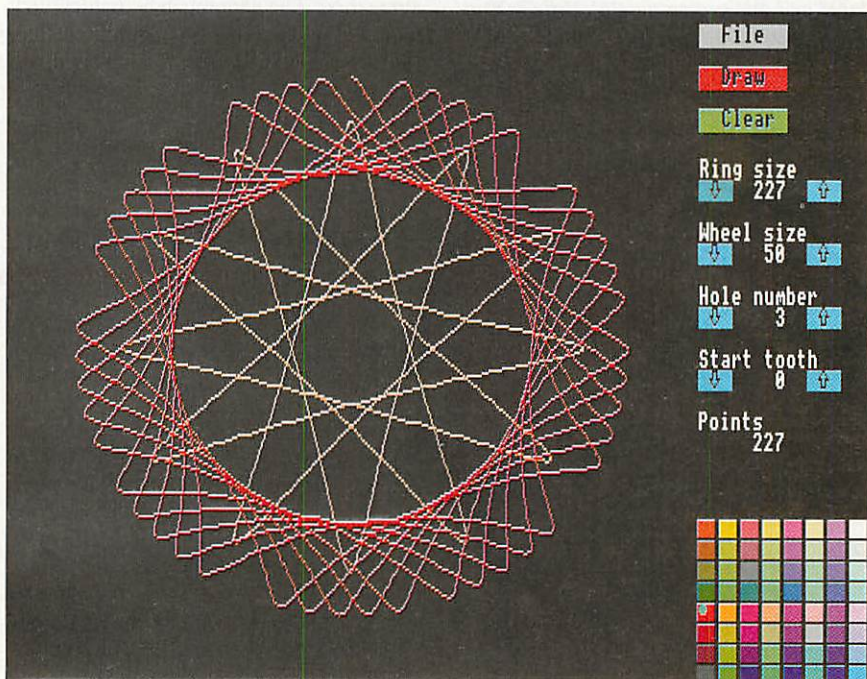 File
Draw
Clear
Ring size
227
Wheel size
50
Hole number
3
Start tooth
0
Points
227